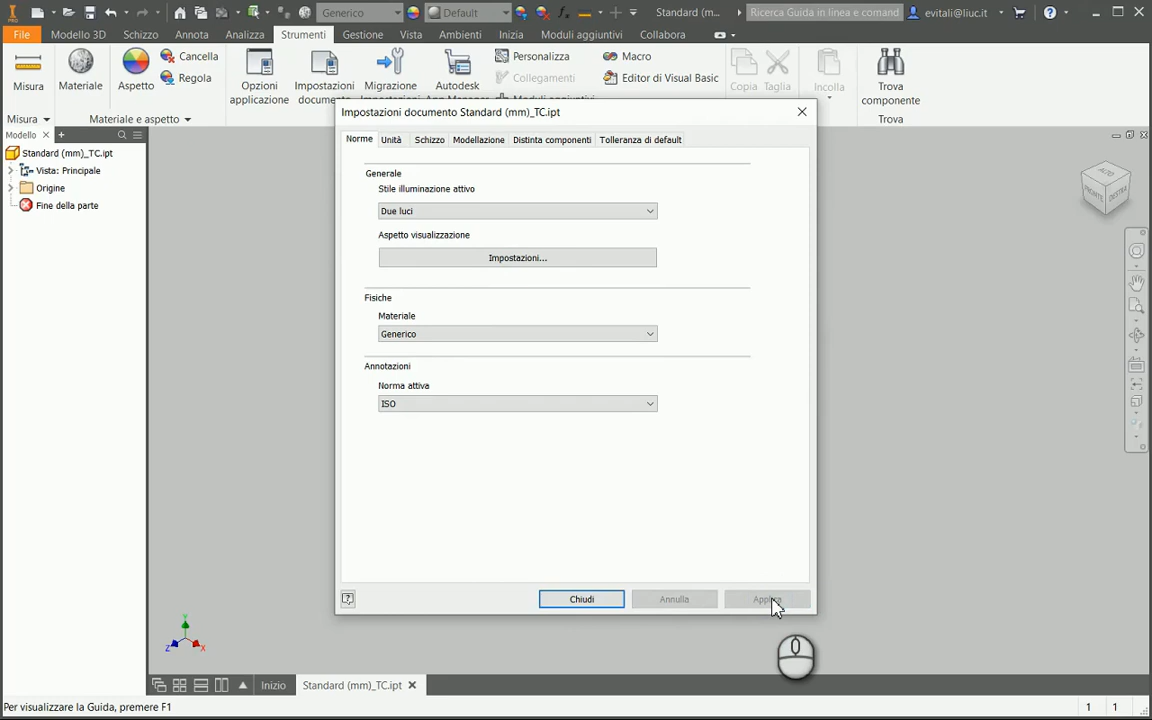 PRO
Generico
Default
Standard (m...
Ricerca Guida in linea e comand
evitali@liuc.it
File
Modello 3D
Schizzo
Annota
Analizza
Strumenti
Gestione
Vista
Ambienti
Inizia
Moduli aggiuntivi
Collabora
Misura
Materiale
Aspetto
Cancella
Regola
Opzioni
applicazione
Impostazioni
Migrazione
Autodesk
Personalizza
Collegamenti
Macro
Editor di Visual Basic
Copia
Taglia
Incolla
Trova
componente
Misura
Materiale e aspetto
Trova
Modello
Standard (mm)_TC.ipt
Vista: Principale
Origine
Fine della parte
Impostazioni documento Standard (mm)_TC.ipt
Norme
Unità
Schizzo
Modellazione
Distinta componenti
Tolleranza di default
Generale
Stile illuminazione attivo
Due luci
Aspetto visualizzazione
Impostazioni...
Fisiche
Materiale
Generico
Annotazioni
Norma attiva
ISO
Chiudi
Annulla
ALTO
FRONTE
DESTRA
Y
Z
X
Inizio
Standard (mm)_TC.ipt
Per visualizzare la Guida, premere F1
1
1